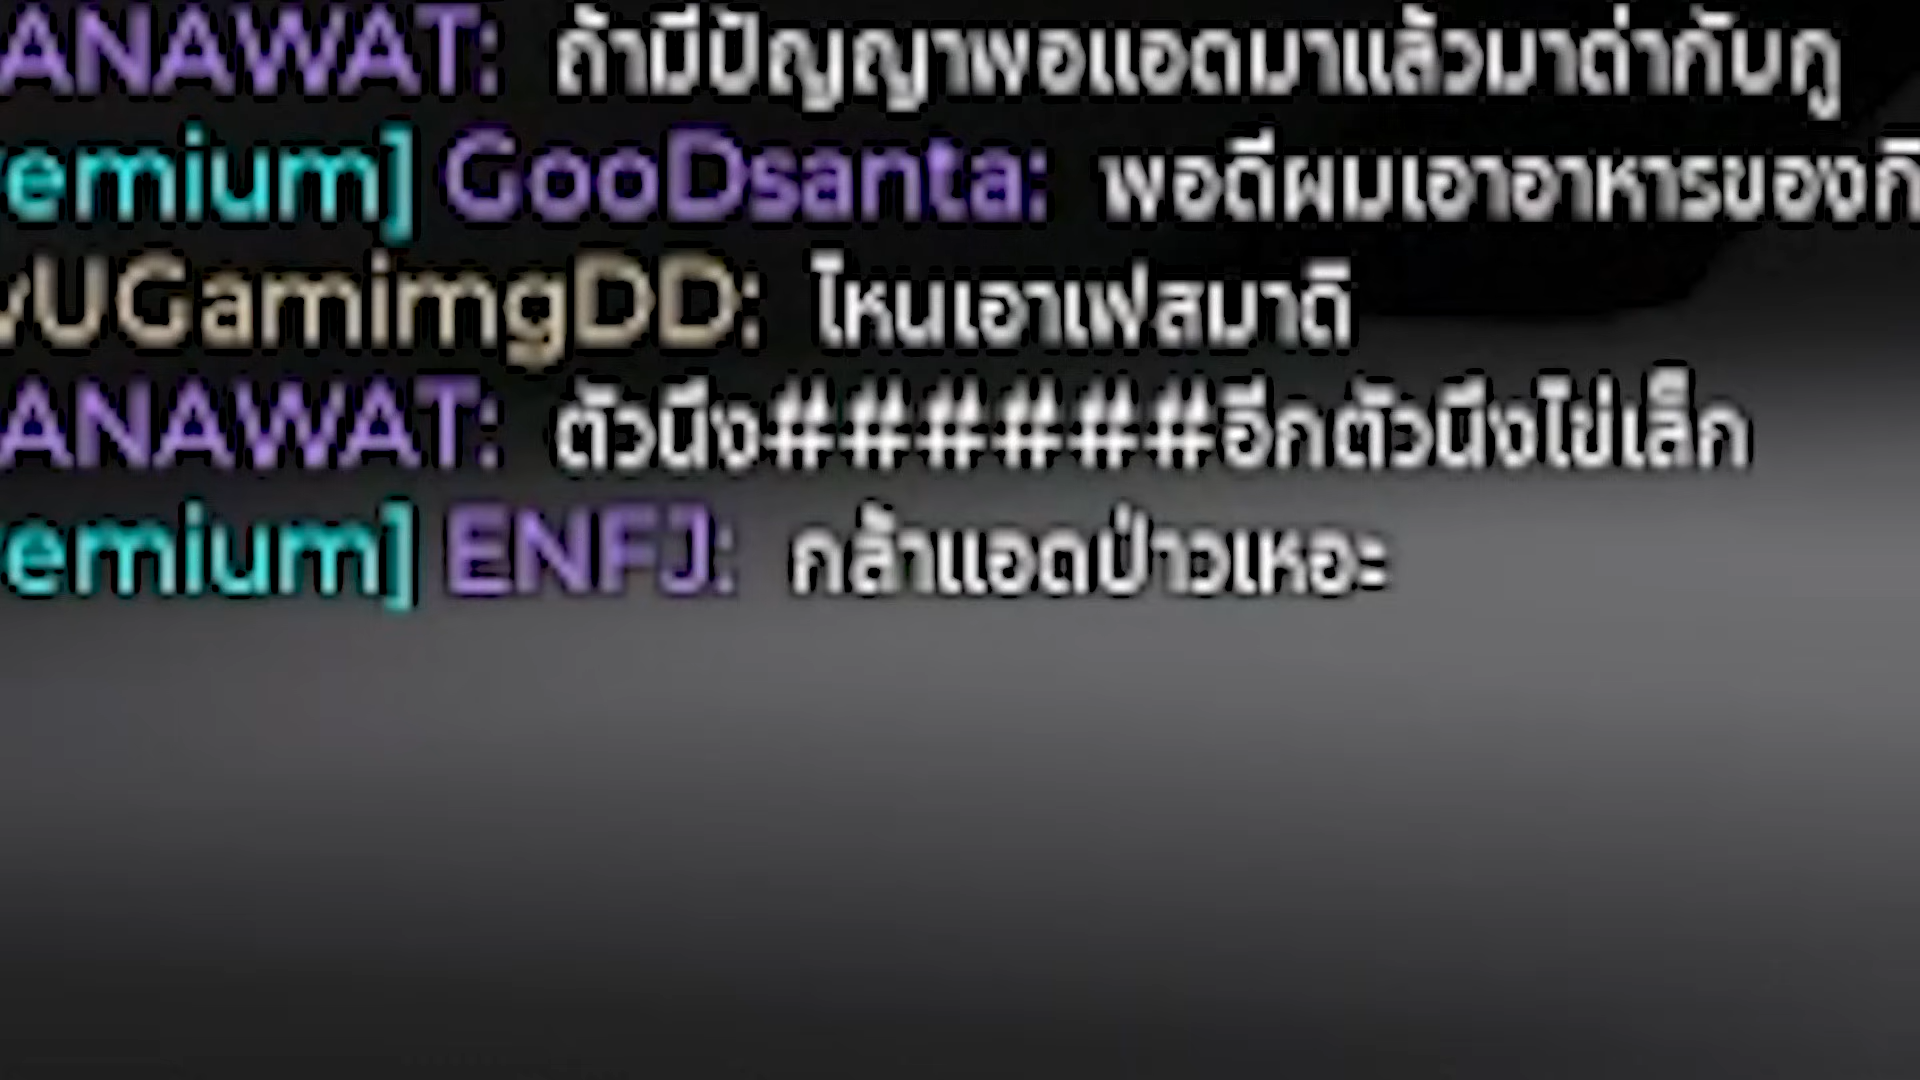 ANAWAT: ถ้ามีปัญญาพอแอดมาแล้วมาด่ากับกู
emium] GooDsanta: พอดีผมเอาอาหารของกิ
vUGamimgDD: ไหนเอาเฟสมาดิ
ANAWAT: ตัวนึง######อีกตัวนึงไข่เล็ก
emium] ENFJ: กล้าแอดป่าวเหอะ